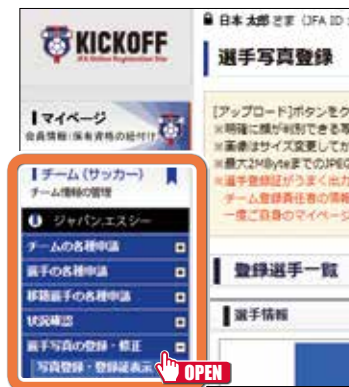 KICKOFF
JFA Online Registration Site
日本 太郎 さま (JFA ID :
選手写真登録
マイページ
会員情報・保有資格の紐付け
[アップロード]ボタンをク
※明確に顔が判別できる等
※画像はサイズ変更してか
※最大2MByteまでのJPEG
※選手登録証がうまく出力
チーム登録責任者の情報
一度ご自身のマイページ
チーム (サッカー)
チーム情報の管理
ジャパン.エスシー
チームの各種申請
選手の各種申請
移籍選手の各種申請
状況確認
選手写真の登録・修正
写真登録・登録証表示
OPEN
登録選手一覧
選手情報